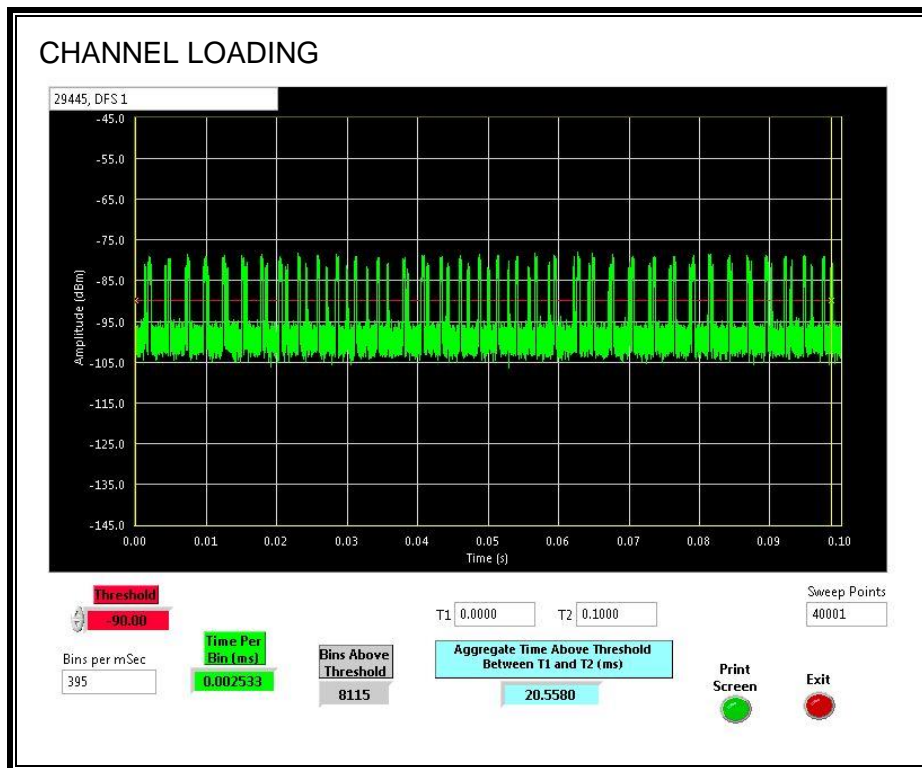 CHANNEL LOADING
29445, DFS 1
-45.0
-55.0
-65.0
-75.0
-85.0
-95.0
-105.0
-115.0
-125.0
-135.0
-145.0
Amplitude (dBm)
0.00 0.01 0.02 0.03 0.04 0.05 0.06 0.07 0.08 0.09 0.10
Time (s)
Threshold
-90.00
Bins per mSec
395
Time Per
Bin (ms)
0.002533
Bins Above
Threshold
8115
T1 0.0000 T2 0.1000
Aggregate Time Above Threshold
Between T1 and T2 (ms)
20.5580
Print
Screen
Exit
Sweep Points
40001